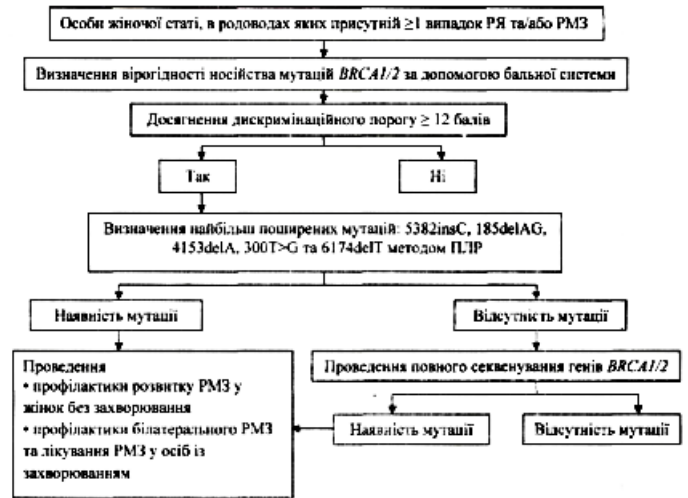 Особи жіночої статі, в родоводах яких присутній ≥1 випадок РЯ та/або РМЗ
Визначення вірогідності носійства мутацій BRCA1/2 за допомогою бальної системи
Досягнення дискримінаційного порогу ≥ 12 балів
Так
Ні
Визначення найбільш поширених мутацій: 5382insC, 185delAG,
4153delA, 300T>G та 6174delT методом ПЛР
Наявність мутації
Відсутність мутації
Проведення
• профілактики розвитку РМЗ у
жінок без захворювання
• профілактики білатерального РМЗ
та лікування РМЗ у осіб із
захворюванням
Проведення повного секвенування генів BRCA1/2
Наявність мутації
Відсутність мутації